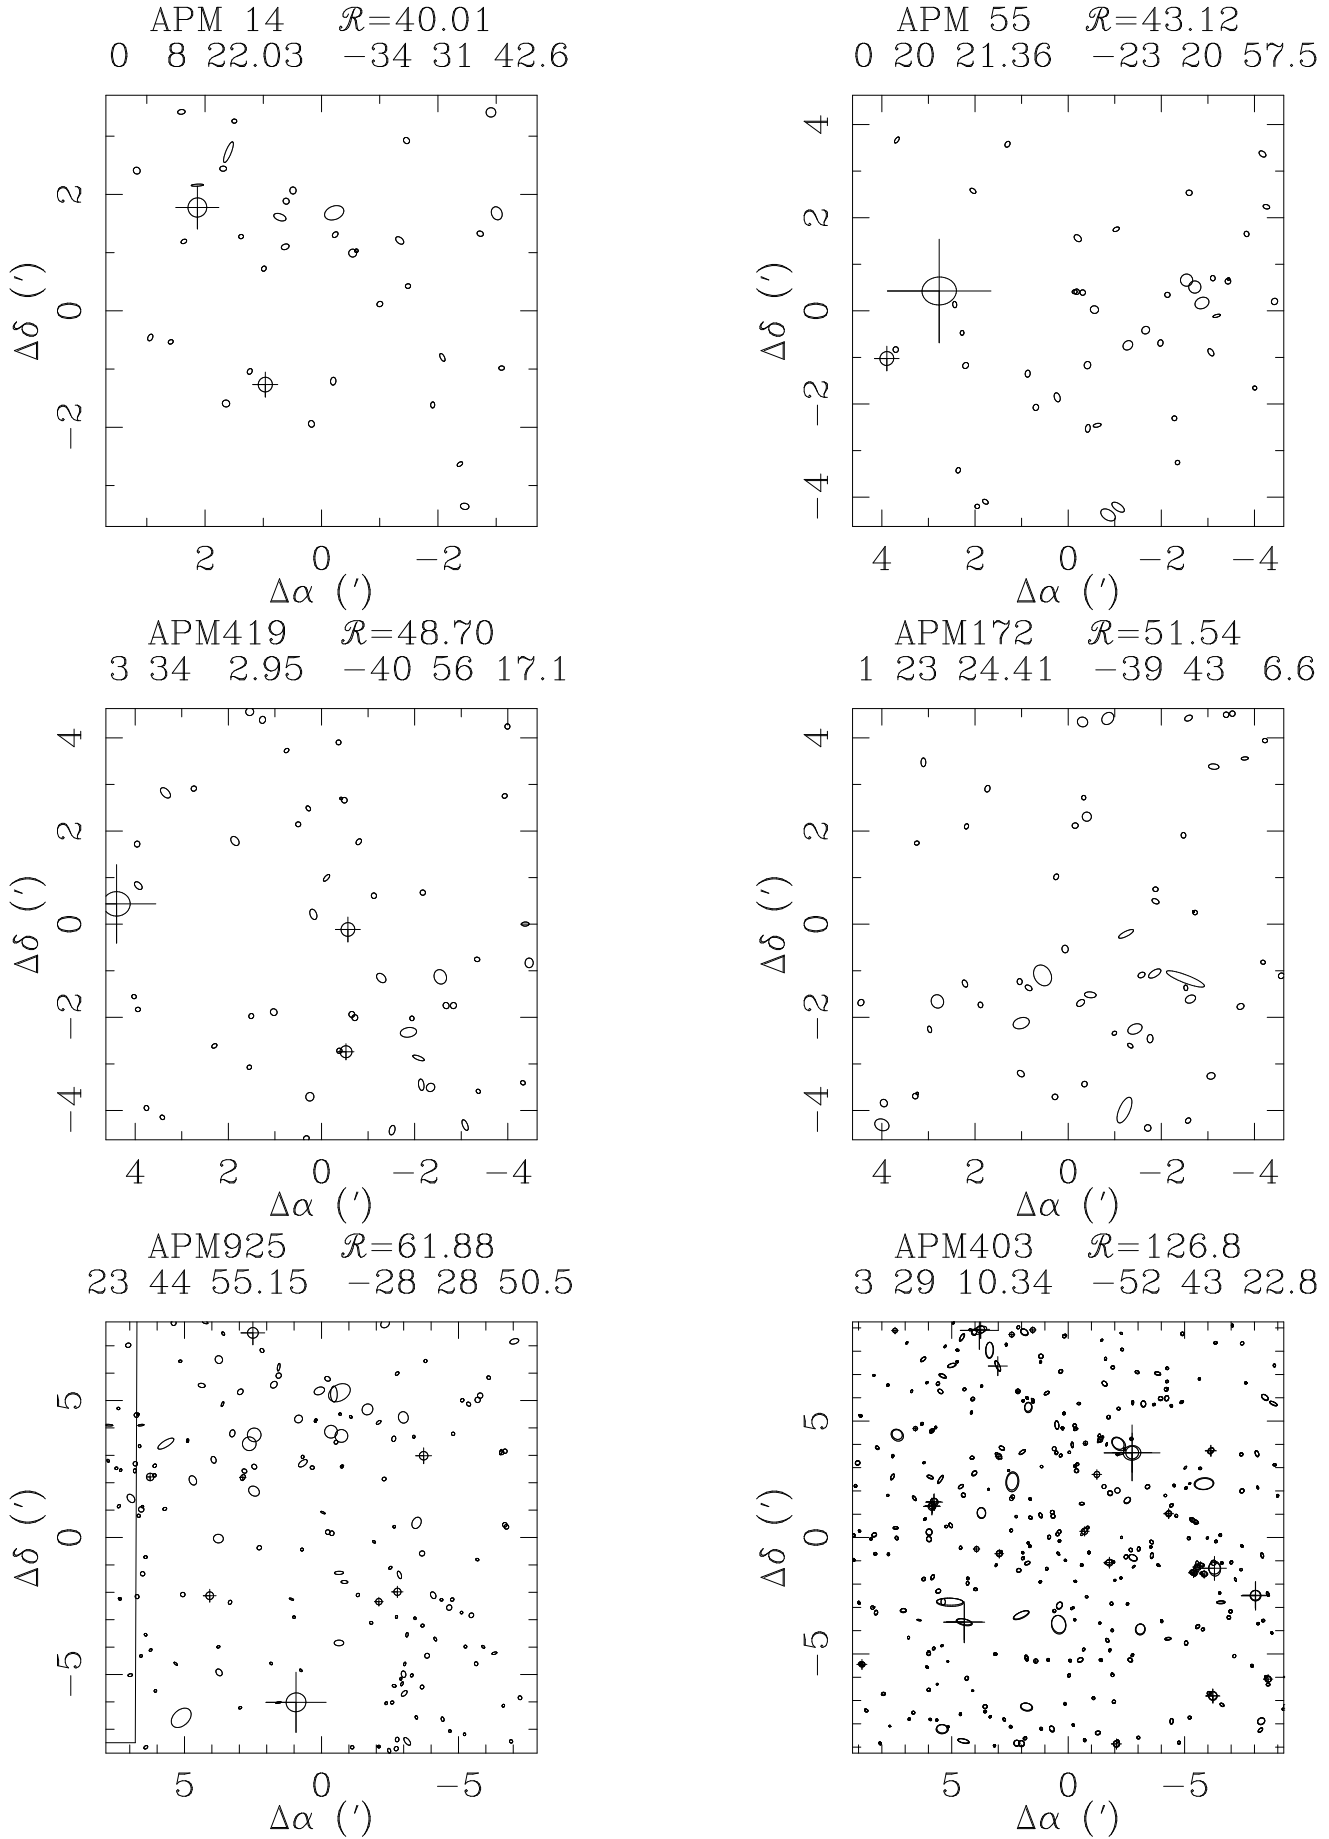 APM 14 ℛ=40.01
0 8 22.03 −34 31 42.6
2
0
−2
Δδ (′)
2 0 −2
Δα (′)
APM 55 ℛ=43.12
0 20 21.36 −23 20 57.5
4
2
0
−2
−4
Δδ (′)
4 2 0 −2 −4
Δα (′)
APM419 ℛ=48.70
3 34 2.95 −40 56 17.1
4
2
0
−2
−4
Δδ (′)
4 2 0 −2 −4
Δα (′)
APM172 ℛ=51.54
1 23 24.41 −39 43 6.6
4
2
0
−2
−4
Δδ (′)
4 2 0 −2 −4
Δα (′)
APM925 ℛ=61.88
23 44 55.15 −28 28 50.5
5
0
−5
Δδ (′)
5 0 −5
Δα (′)
APM403 ℛ=126.8
3 29 10.34 −52 43 22.8
5
0
−5
Δδ (′)
5 0 −5
Δα (′)